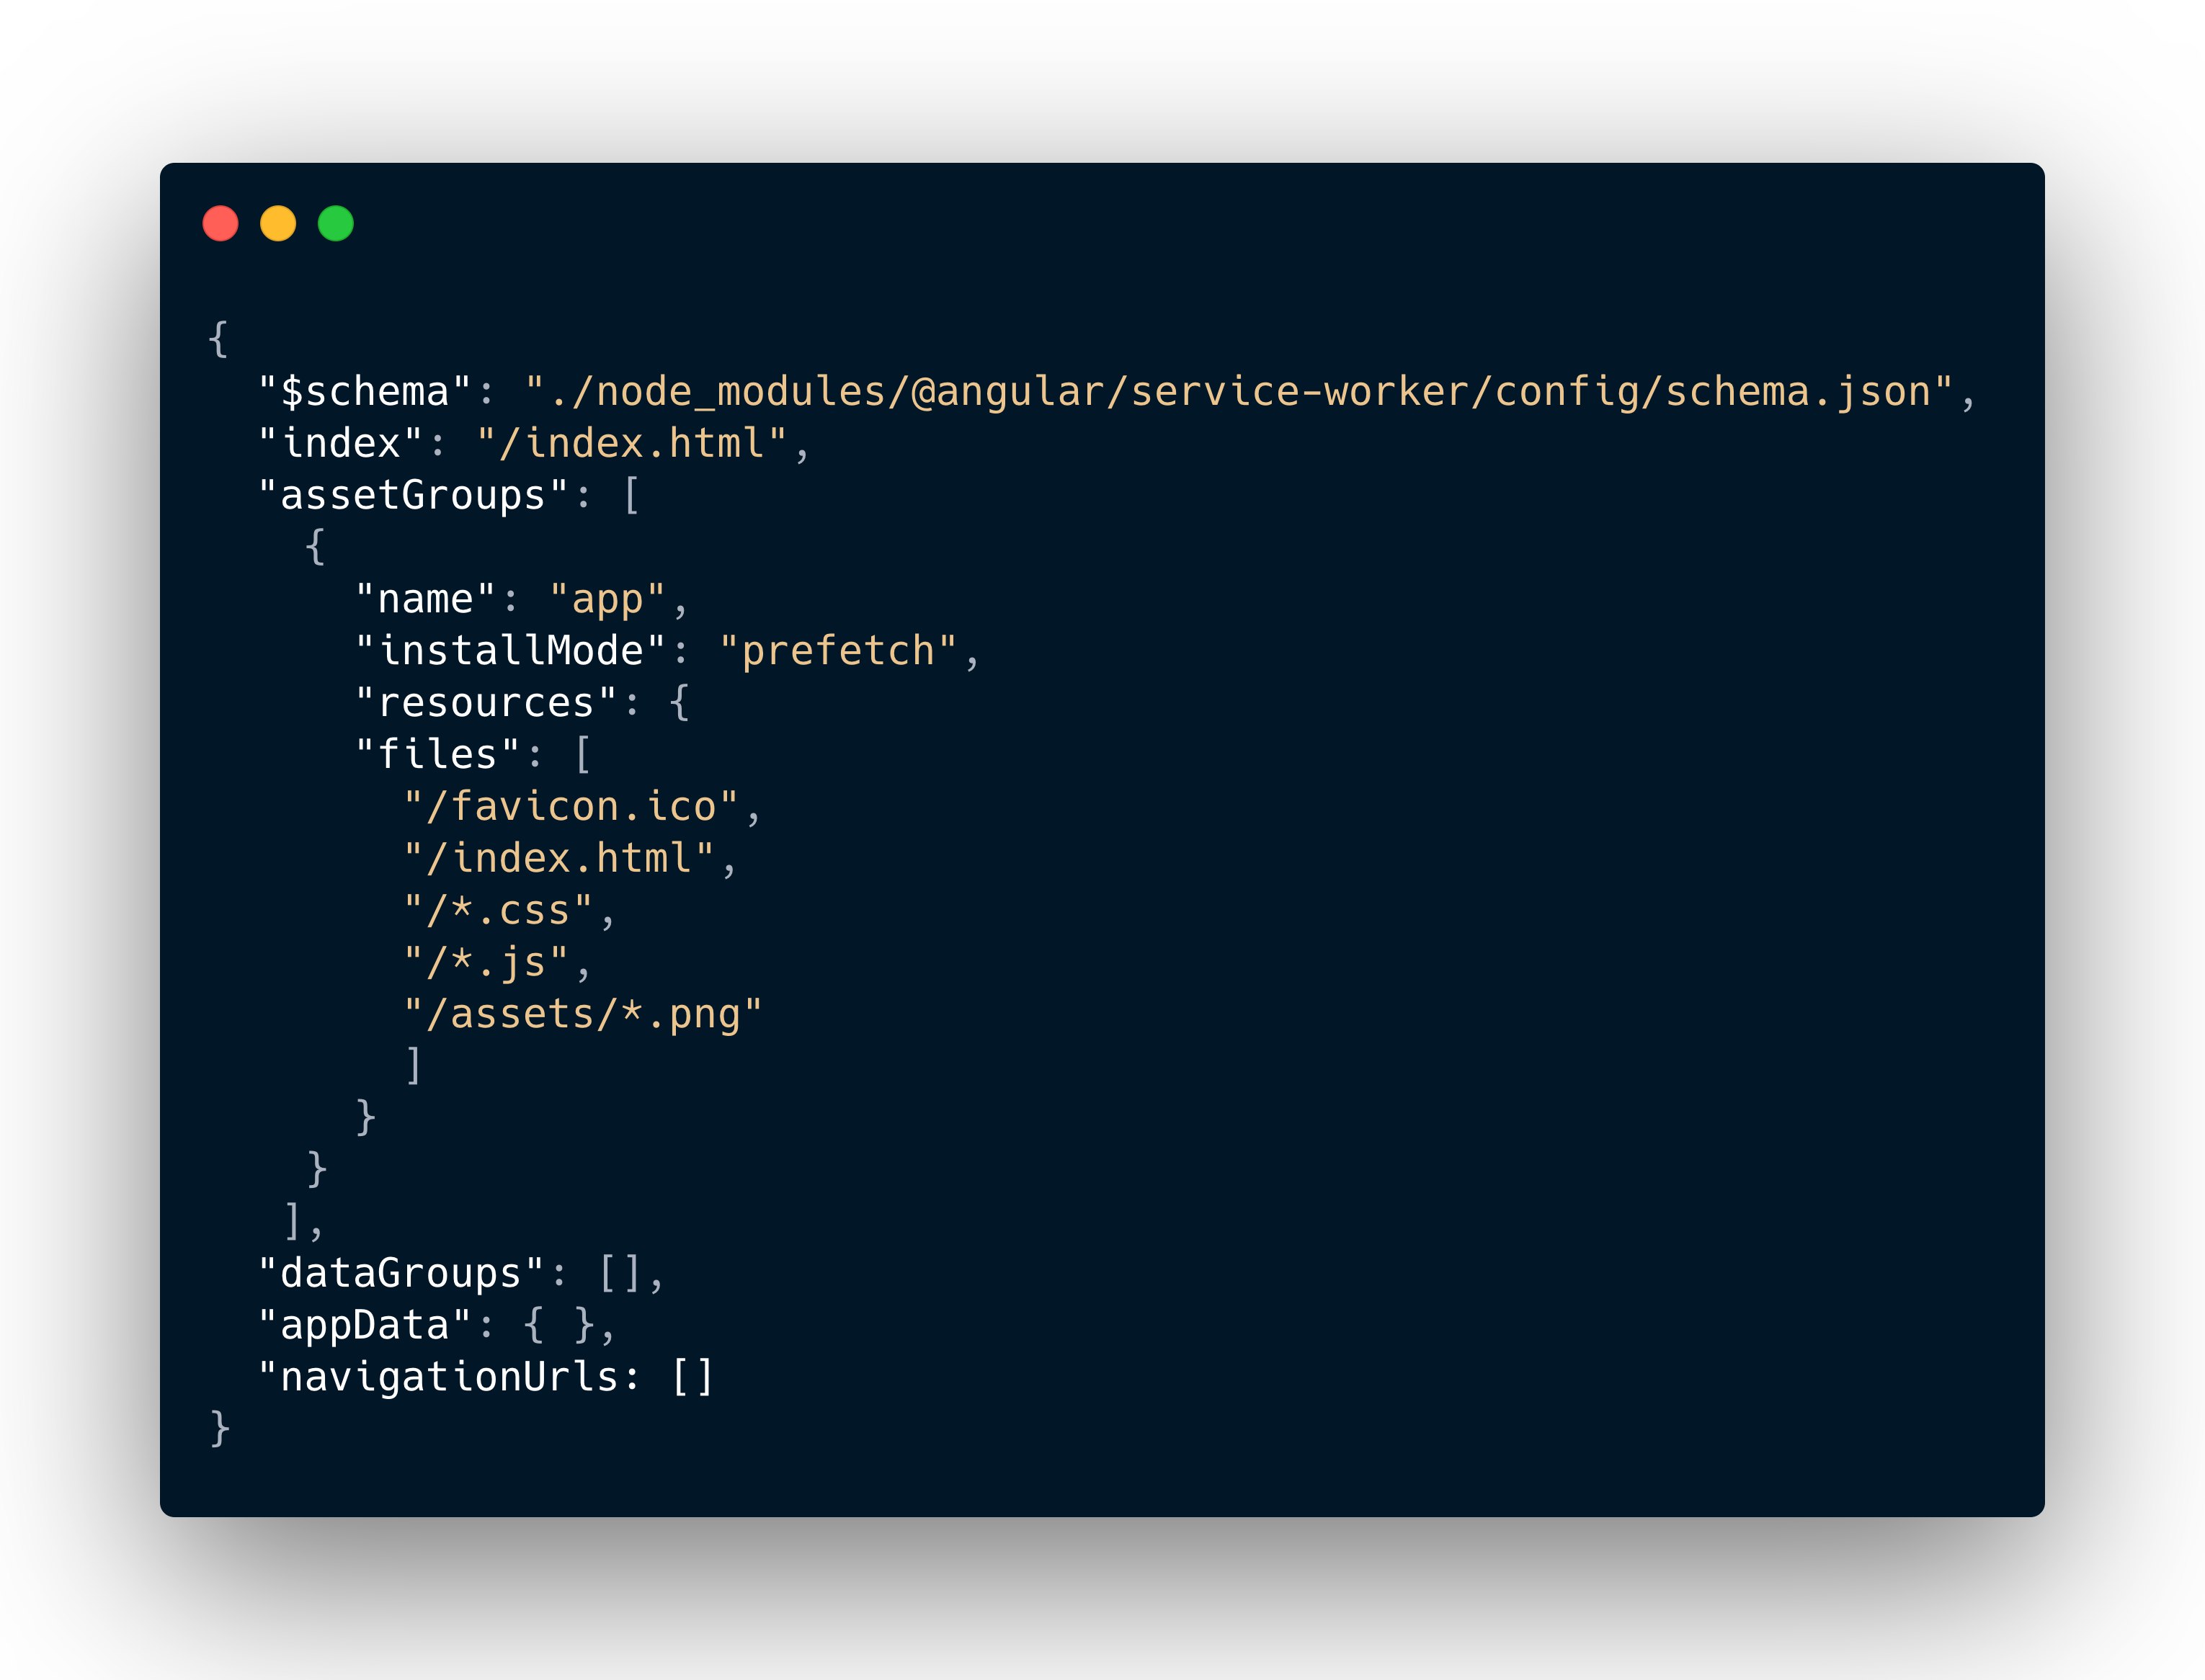 {
  "$schema": "./node_modules/@angular/service-worker/config/schema.json",
  "index": "/index.html",
  "assetGroups": [
    {
      "name": "app",
      "installMode": "prefetch",
      "resources": {
      "files": [
        "/favicon.ico",
        "/index.html",
        "/*.css",
        "/*.js",
        "/assets/*.png"
        ]
      }
    }
   ],
  "dataGroups": [],
  "appData": { },
  "navigationUrls: []
}